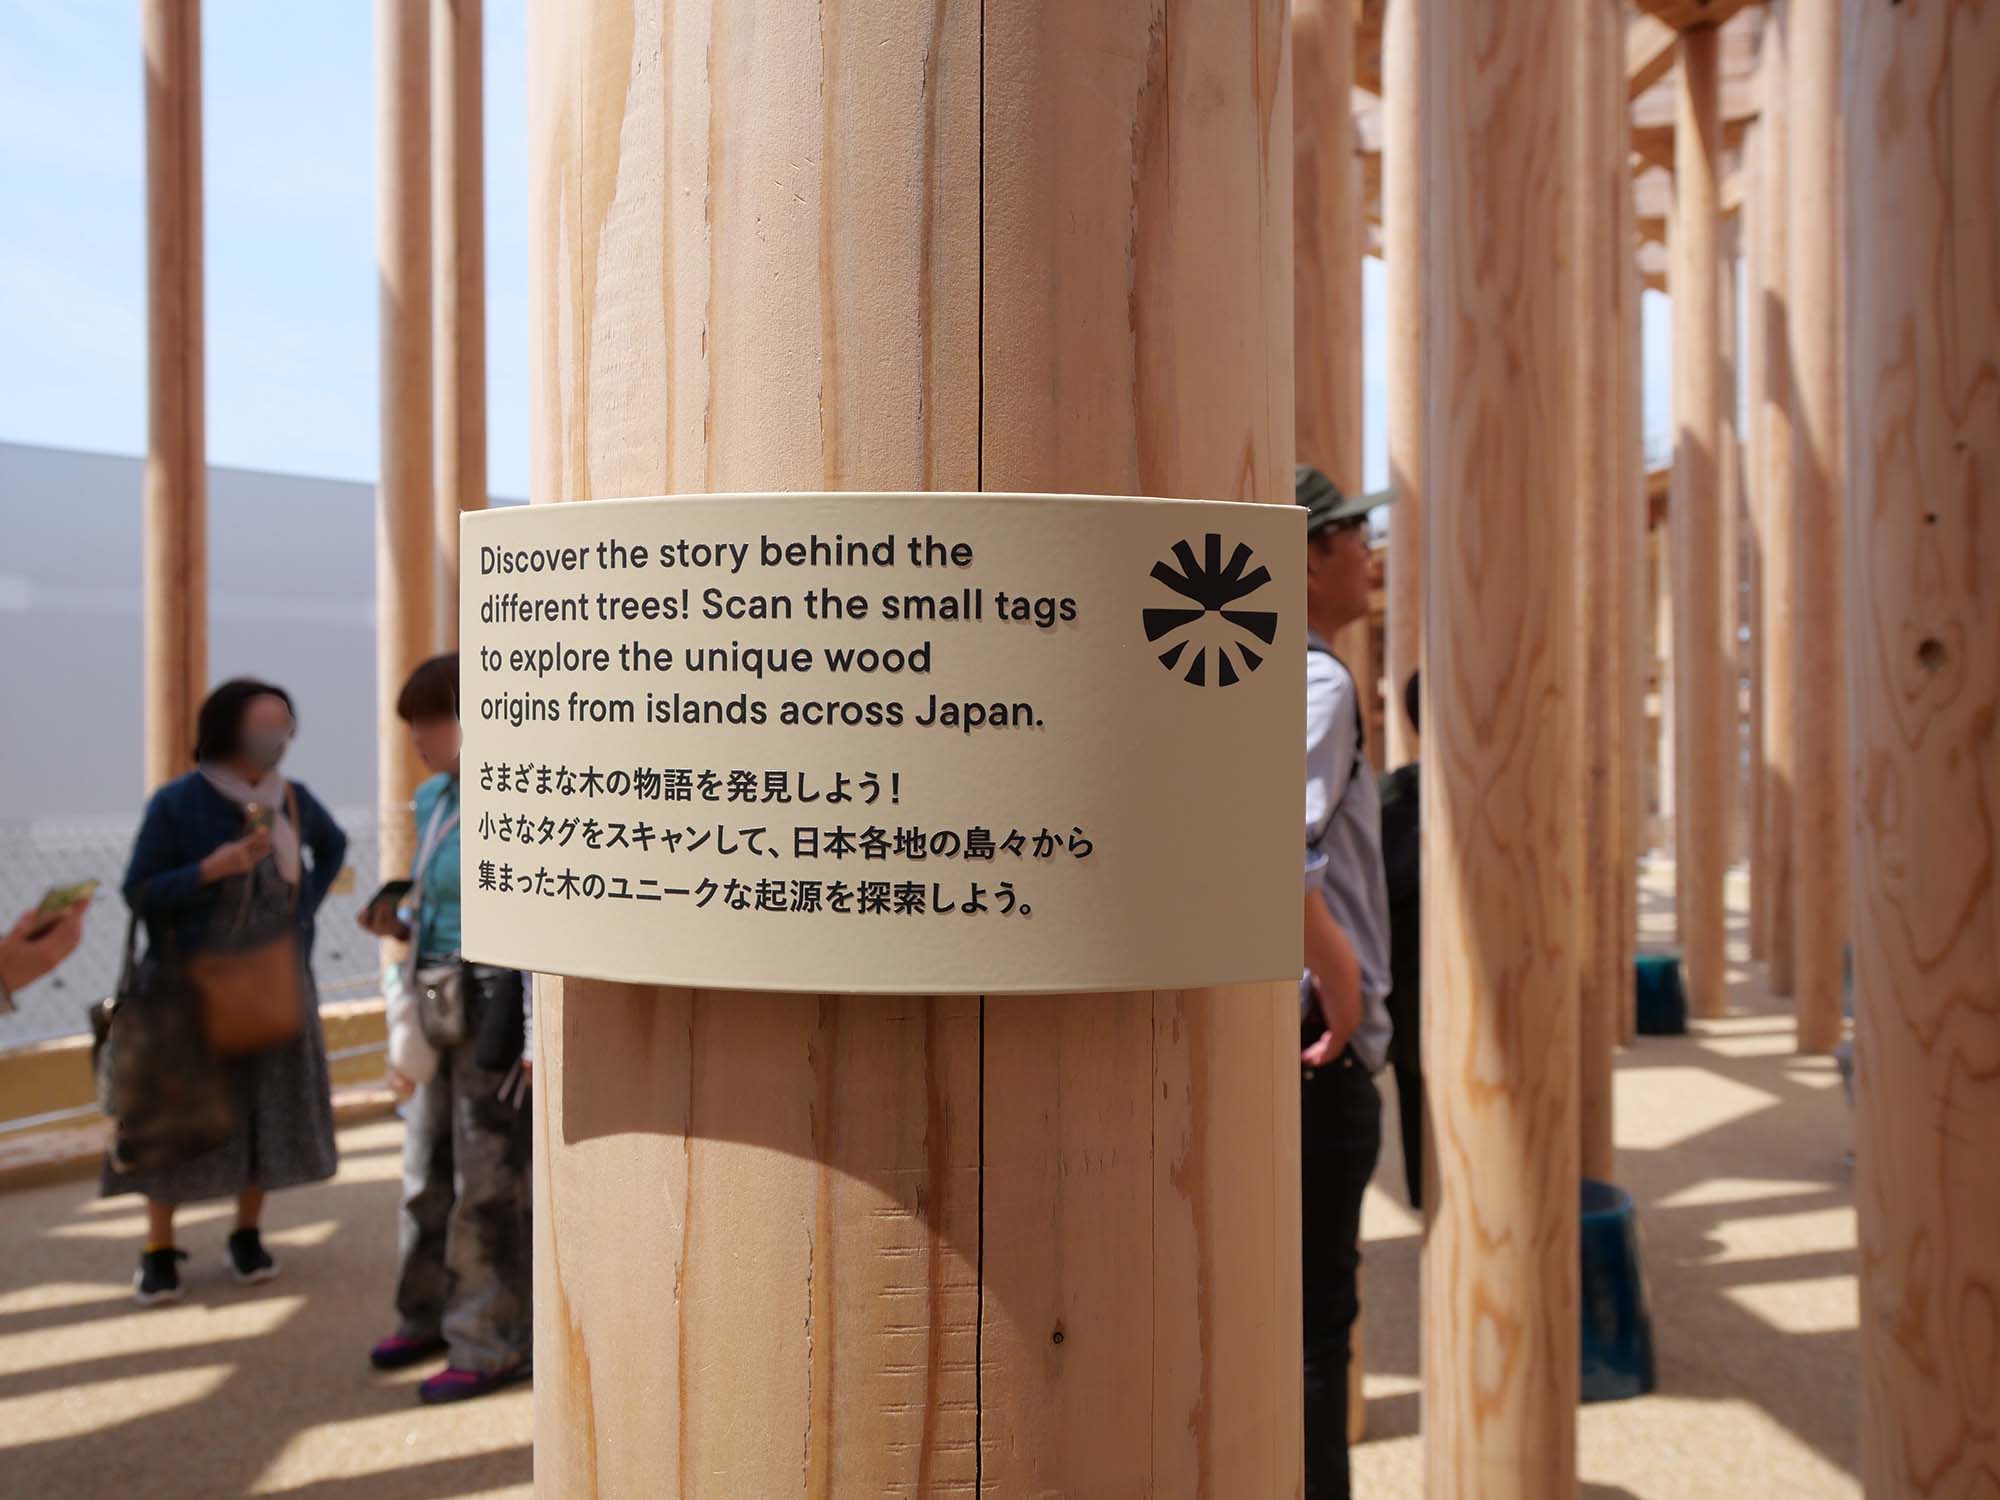 Discover the story behind the
different trees! Scan the small tags
to explore the unique wood
origins from islands across Japan.
さまざまな木の物語を発見しよう!
小さなタグをスキャンして、日本各地の島々から
集まった木のユニークな起源を探索しよう。